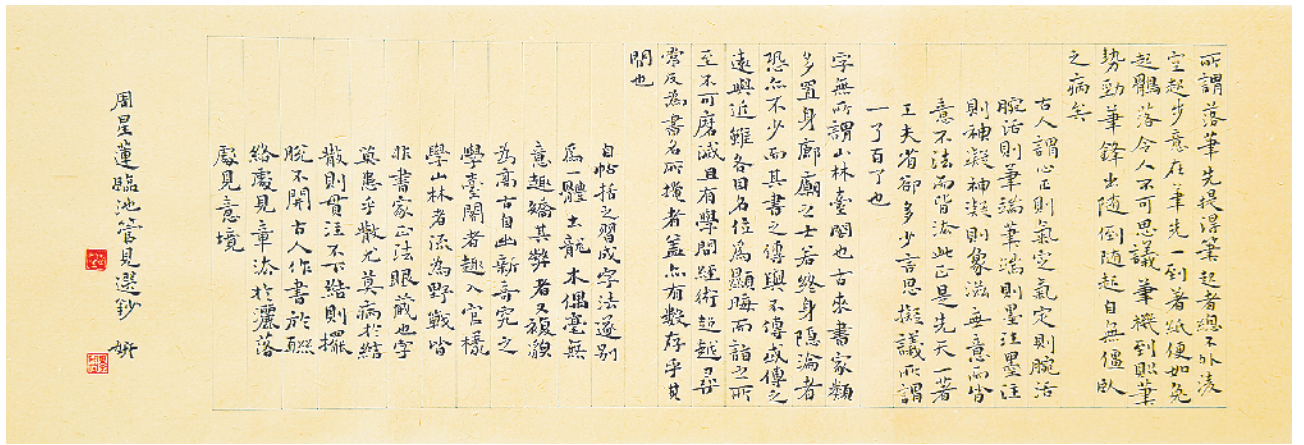 所謂落筆先提得筆起者總不外淩
空起步意在筆先一到著紙便如兔
起鶻落令人不可思議筆機到則筆
勢勁筆鋒出隨倒隨起自無僵臥
之病矣
古人謂心正則氣定氣定則腕活
腕活則筆端筆端則墨注墨注
則神凝神凝則象滋無意而皆
意不法而皆法此正是先天一著
工夫省卻多少言思擬議所謂
一了百了也
字無所謂山林臺閣也古來書家類
多置身廊廟之士若終身隱淪者
恐亦不少而其書之傳與不傳或傳之
遠與近雖各因名位為顯晦而詣之所
至不可磨滅且有學問經術超越尋
常反為書名所掩者蓋亦有數存乎其
間也
自帖括之習成字法遂別
為一體土龍木偶毫無
意趣矯其弊者又複貌
為高古自出新奇究之
學臺閣者趨入官樣
學山林者流為野戰皆
非書家正法眼藏也字
莫患乎散尤莫病於結
散則貫注不下結則擺
脫不開古人作書於聯
絡處見章法於灑落
處見意境
周星蓮臨池管見選鈔 妍